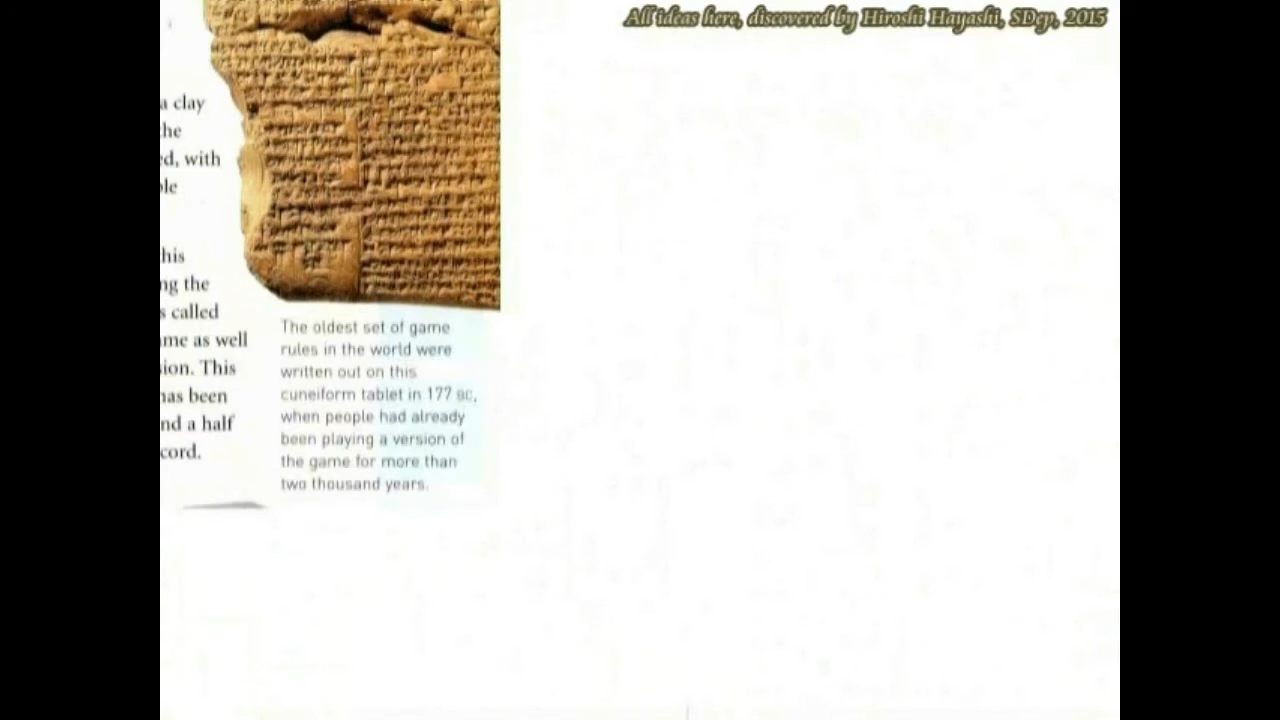 All ideas here, discovered by Hiroshi Hayashi, SDep, 2015
a clay
the
ed, with
ole
his
ng the
s called
ame as well
sion. This
has been
nd a half
cord.
The oldest set of game
rules in the world were
written out on this
cuneiform tablet in 177 BC,
when people had already
been playing a version of
the game for more than
two thousand years.